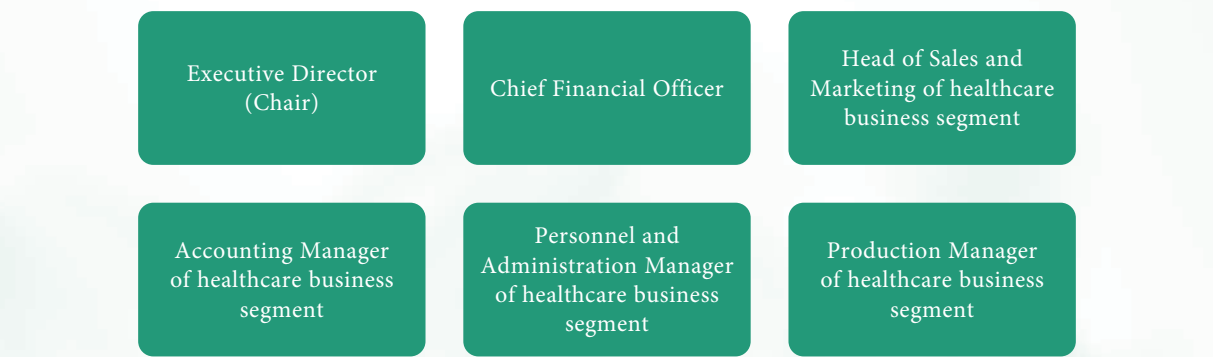 Executive Director
(Chair)
Chief Financial Officer
Head of Sales and
Marketing of healthcare
business segment
Accounting Manager
of healthcare business
segment
Personnel and
Administration Manager
of healthcare business
segment
Production Manager
of healthcare business
segment